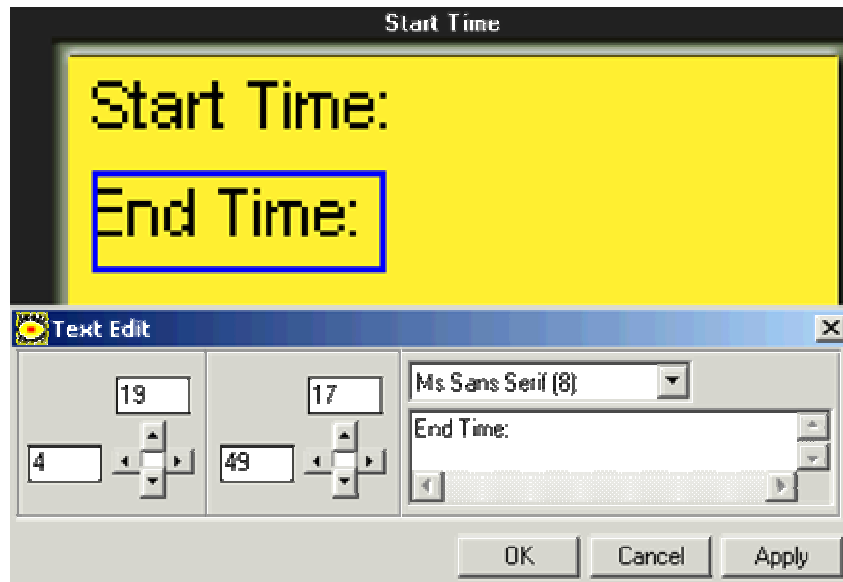 Start Time
Start Time:
End Time:
Text Edit
19
17
Ms Sans Serif (8)
4
49
End Time:
OK
Cancel
Apply